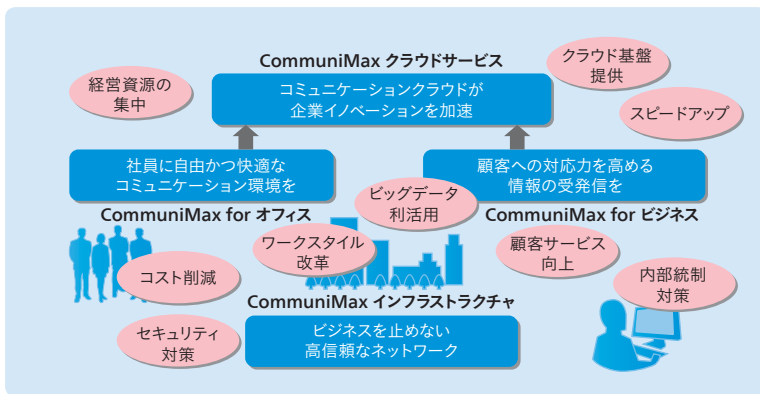 CommuniMax クラウドサービス
コミュニケーションクラウドが
企業イノベーションを加速
経営資源の
集中
クラウド基盤
提供
スピードアップ
社員に自由かつ快適な
コミュニケーション環境を
顧客への対応力を高める
情報の受発信を
CommuniMax for オフィス
ビッグデータ
利活用
CommuniMax for ビジネス
ワークスタイル
改革
顧客サービス
向上
コスト削減
内部統制
対策
CommuniMax インフラストラクチャ
セキュリティ
対策
ビジネスを止めない
高信頼なネットワーク